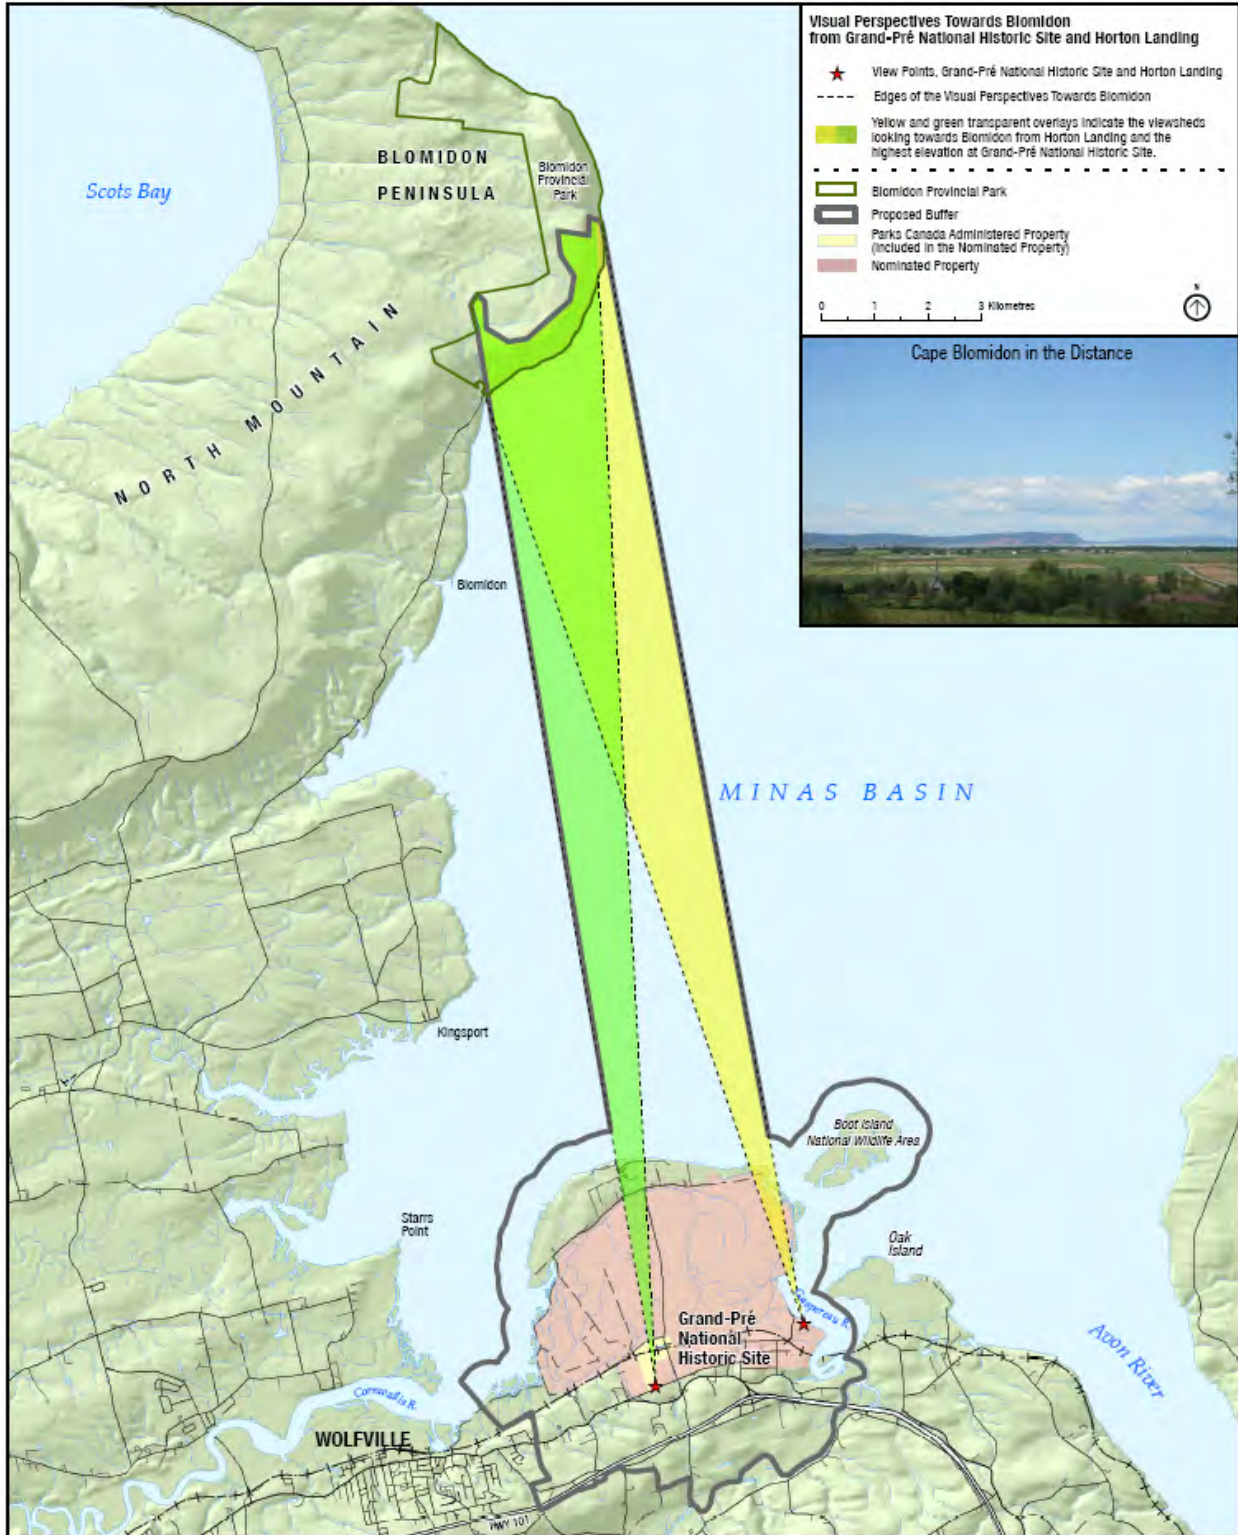 Visual Perspectives Towards Blomidon
from Grand-Pré National Historic Site and Horton Landing
View Points, Grand-Pré National Historic Site and Horton Landing
Edges of the Visual Perspectives Towards Blomidon
Yellow and green transparent overlays indicate the viewsheds
looking towards Blomidon from Horton Landing and the
highest elevation at Grand-Pré National Historic Site.
Blomidon Provincial Park
Proposed Buffer
Parks Canada Administered Property
(Included in the Nominated Property)
Nominated Property
0 1 2 3 Kilometres
N
Cape Blomidon in the Distance
BLOMIDON
PENINSULA
Blomidon
Provincial
Park
Scots Bay
NORTH MOUNTAIN
Blomidon
MINAS BASIN
Kingsport
Boot Island
National Wildlife Area
Starrs
Point
Oak
Island
Gaspereau R.
Grand-Pré
National
Historic Site
Avon River
Cornwallis R.
WOLFVILLE
HWY 101